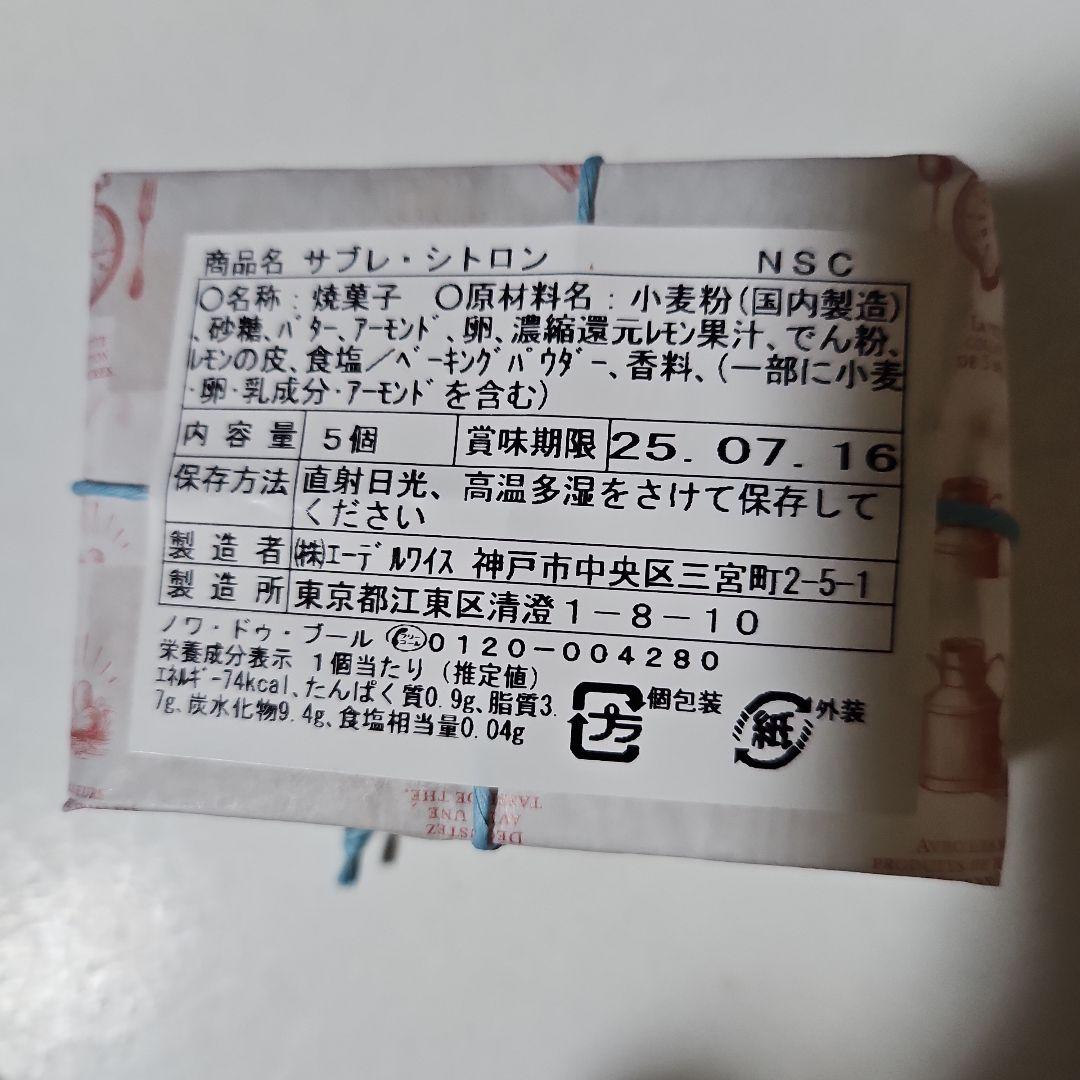 商品名 サブレ・シトロン NSC
○名称：焼菓子 ○原材料名：小麦粉(国内製造)
、砂糖、ﾊﾞﾀｰ、ｱｰﾓﾝﾄﾞ、卵、濃縮還元ﾚﾓﾝ果汁、でん粉、
ﾚﾓﾝの皮、食塩／ﾍﾞｰｷﾝｸﾞﾊﾟｳﾀﾞｰ、香料、(一部に小麦
・卵・乳成分・ｱｰﾓﾝﾄﾞを含む)
内容量 5個 賞味期限 25.07.16
保存方法 直射日光、高温多湿をさけて保存して
ください
製造者 ㈱ｴｰﾃﾞﾙﾜｲｽ 神戸市中央区三宮町2-5-1
製造所 東京都江東区清澄1-8-10
ノワ・ドゥ・ブール フリーコール 0120-004280
栄養成分表示 1個当たり (推定値)
ｴﾈﾙｷﾞｰ74kcal、たんぱく質0.9g、脂質3.
7g、炭水化物9.4g、食塩相当量0.04g
プラ 個包装
紙 外装
DE THÉ.
AVEC UNE